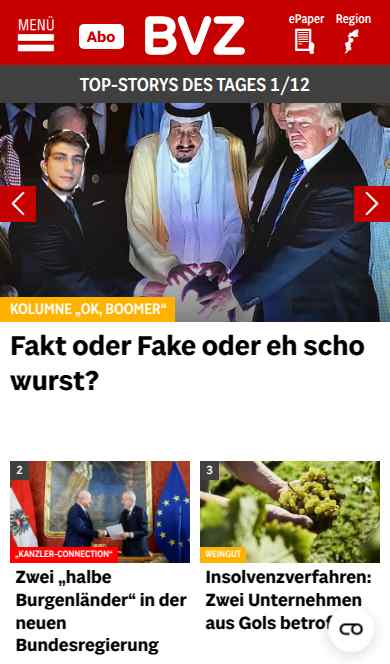 MENÜ
Abo
BVZ
ePaper
Region
TOP-STORYS DES TAGES 1/12
KOLUMNE „OK, BOOMER“
Fakt oder Fake oder eh scho
wurst?
2
„KANZLER-CONNECTION“
Zwei „halbe
Burgenländer“ in der
neuen
Bundesregierung
3
WEINGUT
Insolvenzverfahren:
Zwei Unternehmen
aus Gols